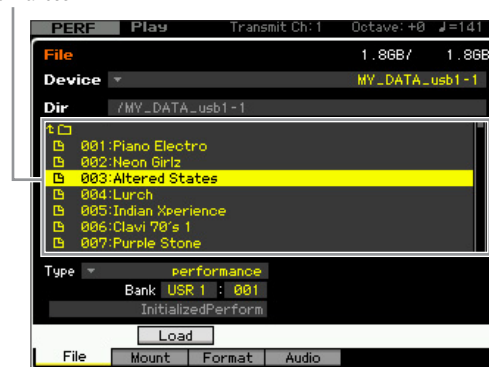 PERF Play Transmit Ch: 1 Octave: +0 ♩=141
File 1.8GB/ 1.8GB
Device MY_DATA_usb1-1
Dir /MY_DATA_usb1-1
001:Piano Electro
002:Neon Girlz
003:Altered States
004:Lurch
005:Indian Xperience
006:Clavi 70's 1
007:Purple Stone
Type performance
Bank USR 1 : 001
InitializedPerform
Load
File Mount Format Audio